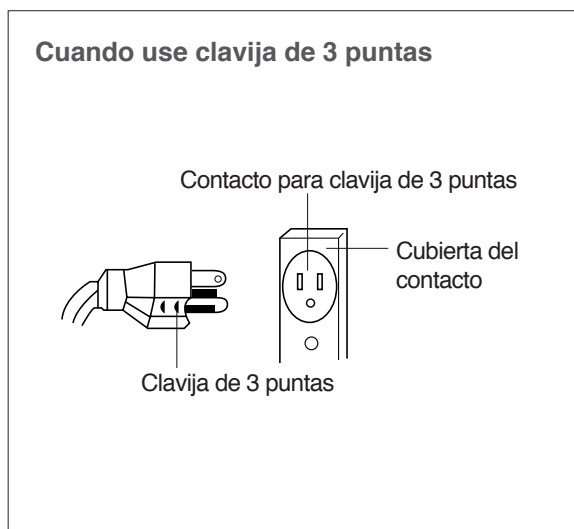 Cuando use clavija de 3 puntas
Contacto para clavija de 3 puntas
Cubierta del
contacto
Clavija de 3 puntas